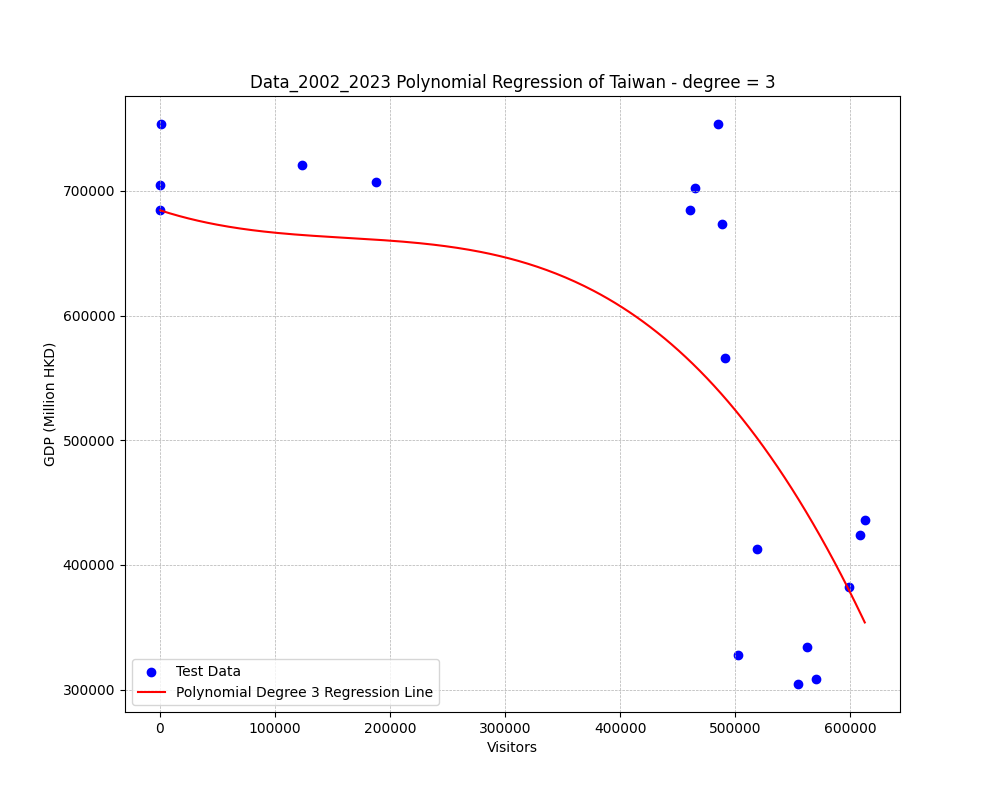 Data_2002_2023 Polynomial Regression of Taiwan - degree = 3
GDP (Million HKD)
700000
600000
500000
400000
300000
Test Data
Polynomial Degree 3 Regression Line
0
100000
200000
300000
400000
500000
600000
Visitors